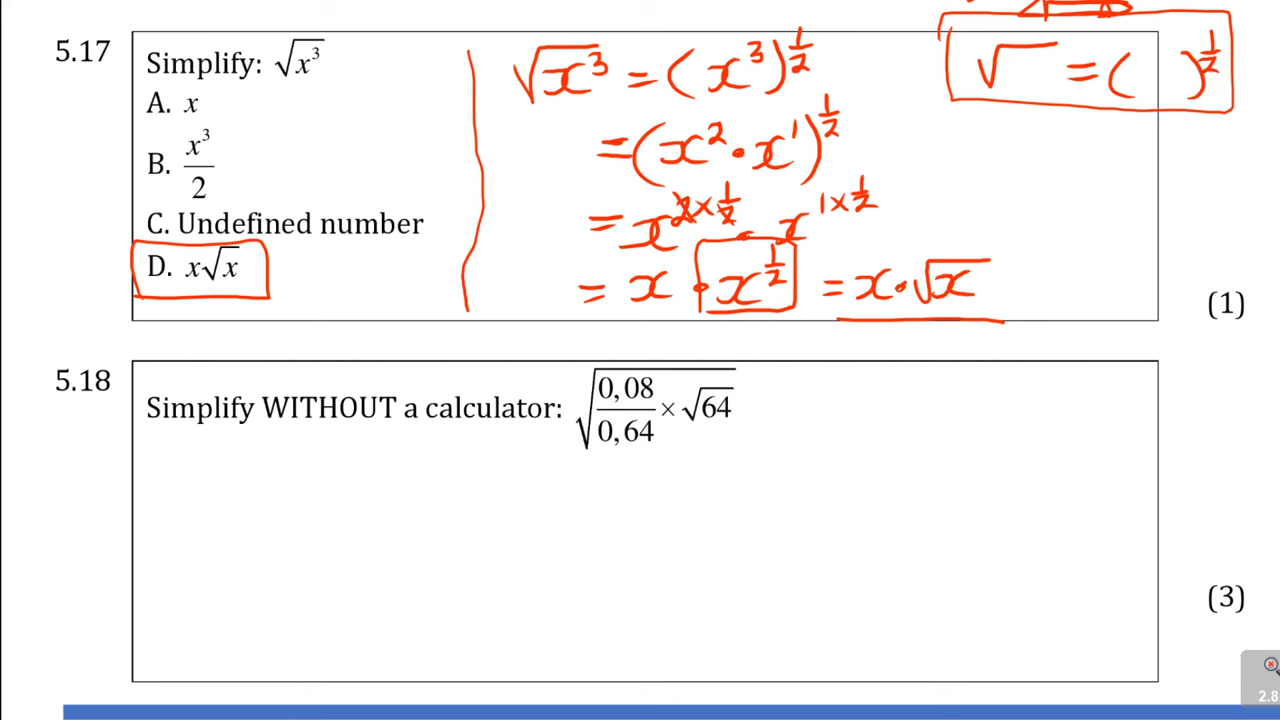 5.17
Simplify: √x³
A. x
B. x³/2
C. Undefined number
D. x√x
√x³ = (x³)^½
= (x² · x¹)^½
= x^(2×½) · x^(1×½)
= x · x^½ = x·√x
√ = ( )^½
(1)
5.18
Simplify WITHOUT a calculator: √(0,08/0,64 × √64)
(3)
2.8